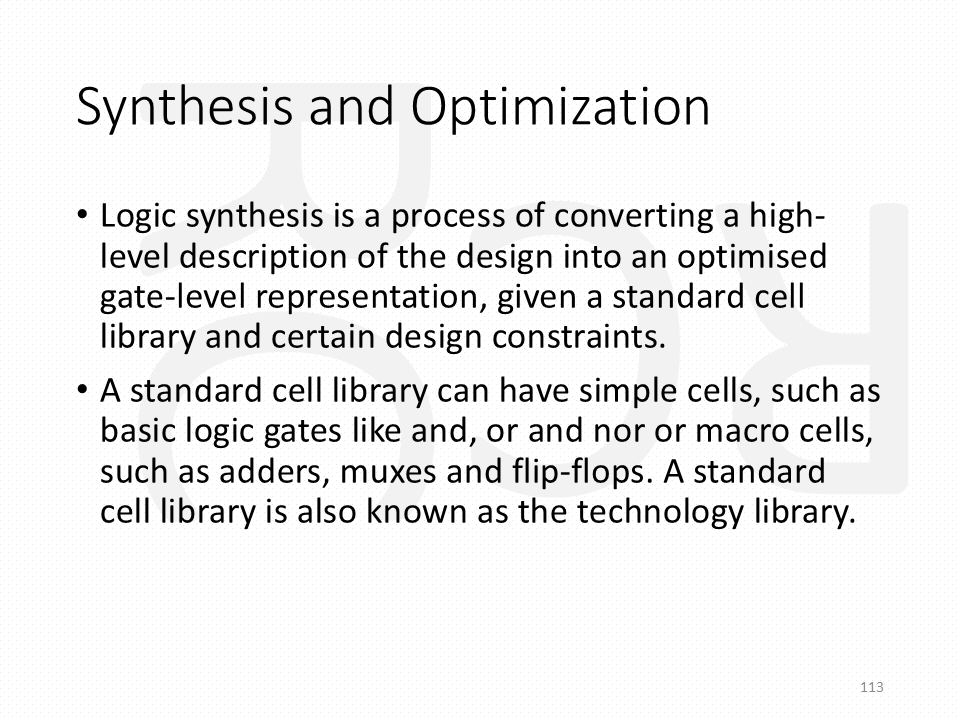 Synthesis and Optimization
• Logic synthesis is a process of converting a high-
level description of the design into an optimised
gate-level representation, given a standard cell
library and certain design constraints.
• A standard cell library can have simple cells, such as
basic logic gates like and, or and nor or macro cells,
such as adders, muxes and flip-flops. A standard
cell library is also known as the technology library.
113